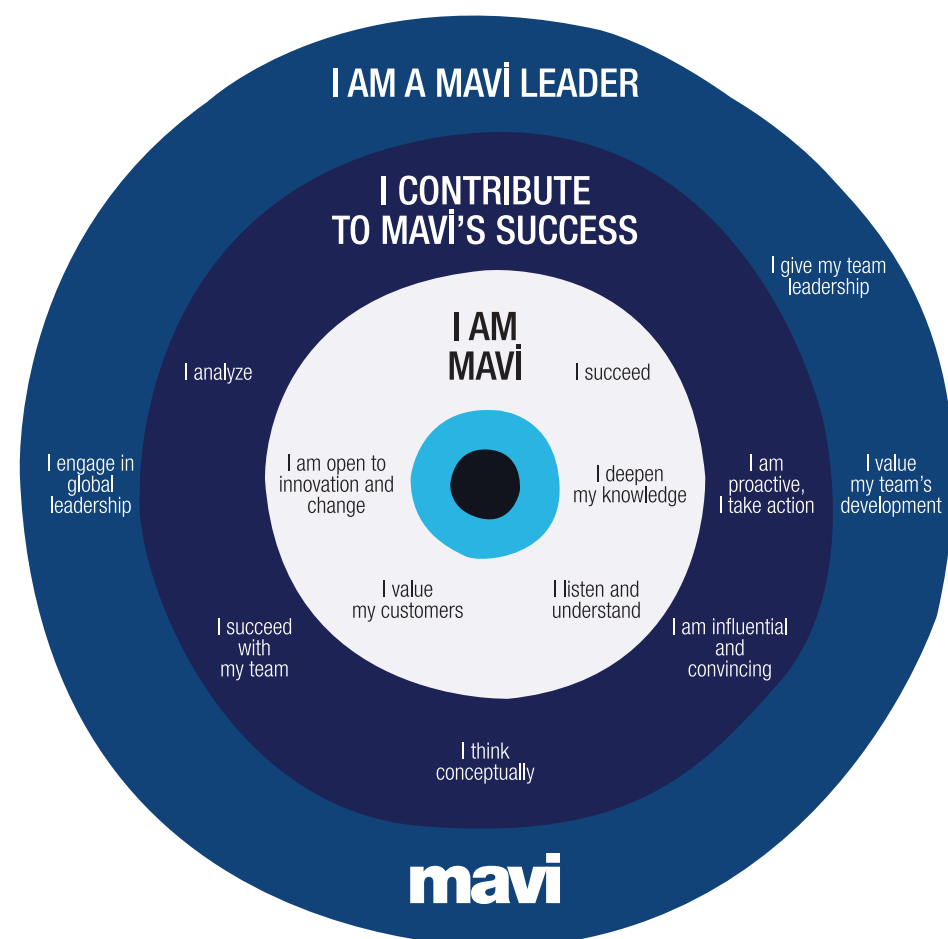 I AM A MAVİ LEADER
I CONTRIBUTE
TO MAVİ'S SUCCESS
I give my team
leadership
I AM
MAVİ
I analyze
I succeed
I engage in
global
leadership
I am open to
innovation and
change
I deepen
my knowledge
I am
proactive,
I take action
I value
my team's
development
I value
my customers
I listen and
understand
I succeed
with
my team
I am influential
and
convincing
I think
conceptually
mavi